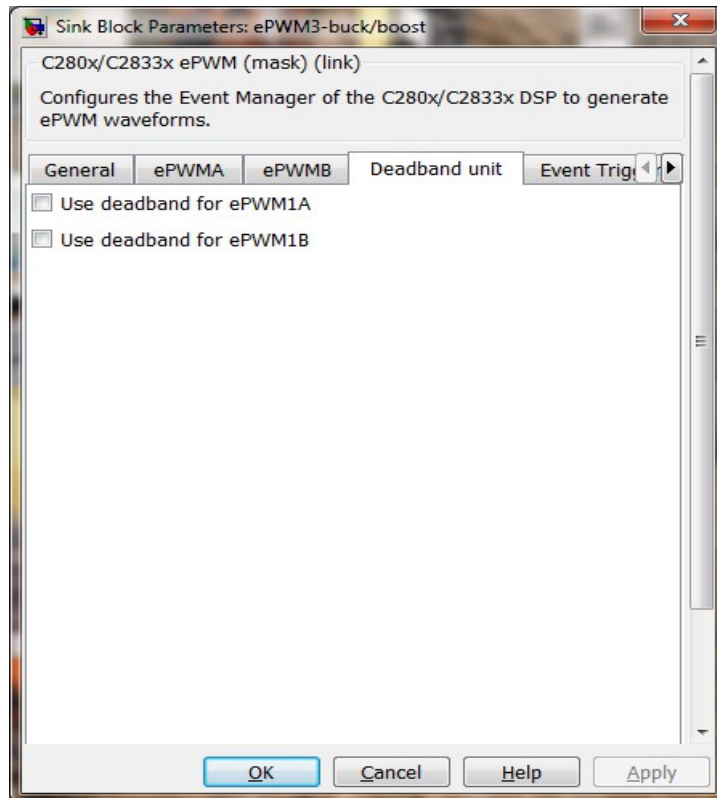 Sink Block Parameters: ePWM3-buck/boost
C280x/C2833x ePWM (mask) (link)
Configures the Event Manager of the C280x/C2833x DSP to generate
ePWM waveforms.
General ePWMA ePWMB Deadband unit Event Trig
Use deadband for ePWM1A
Use deadband for ePWM1B
OK Cancel Help Apply